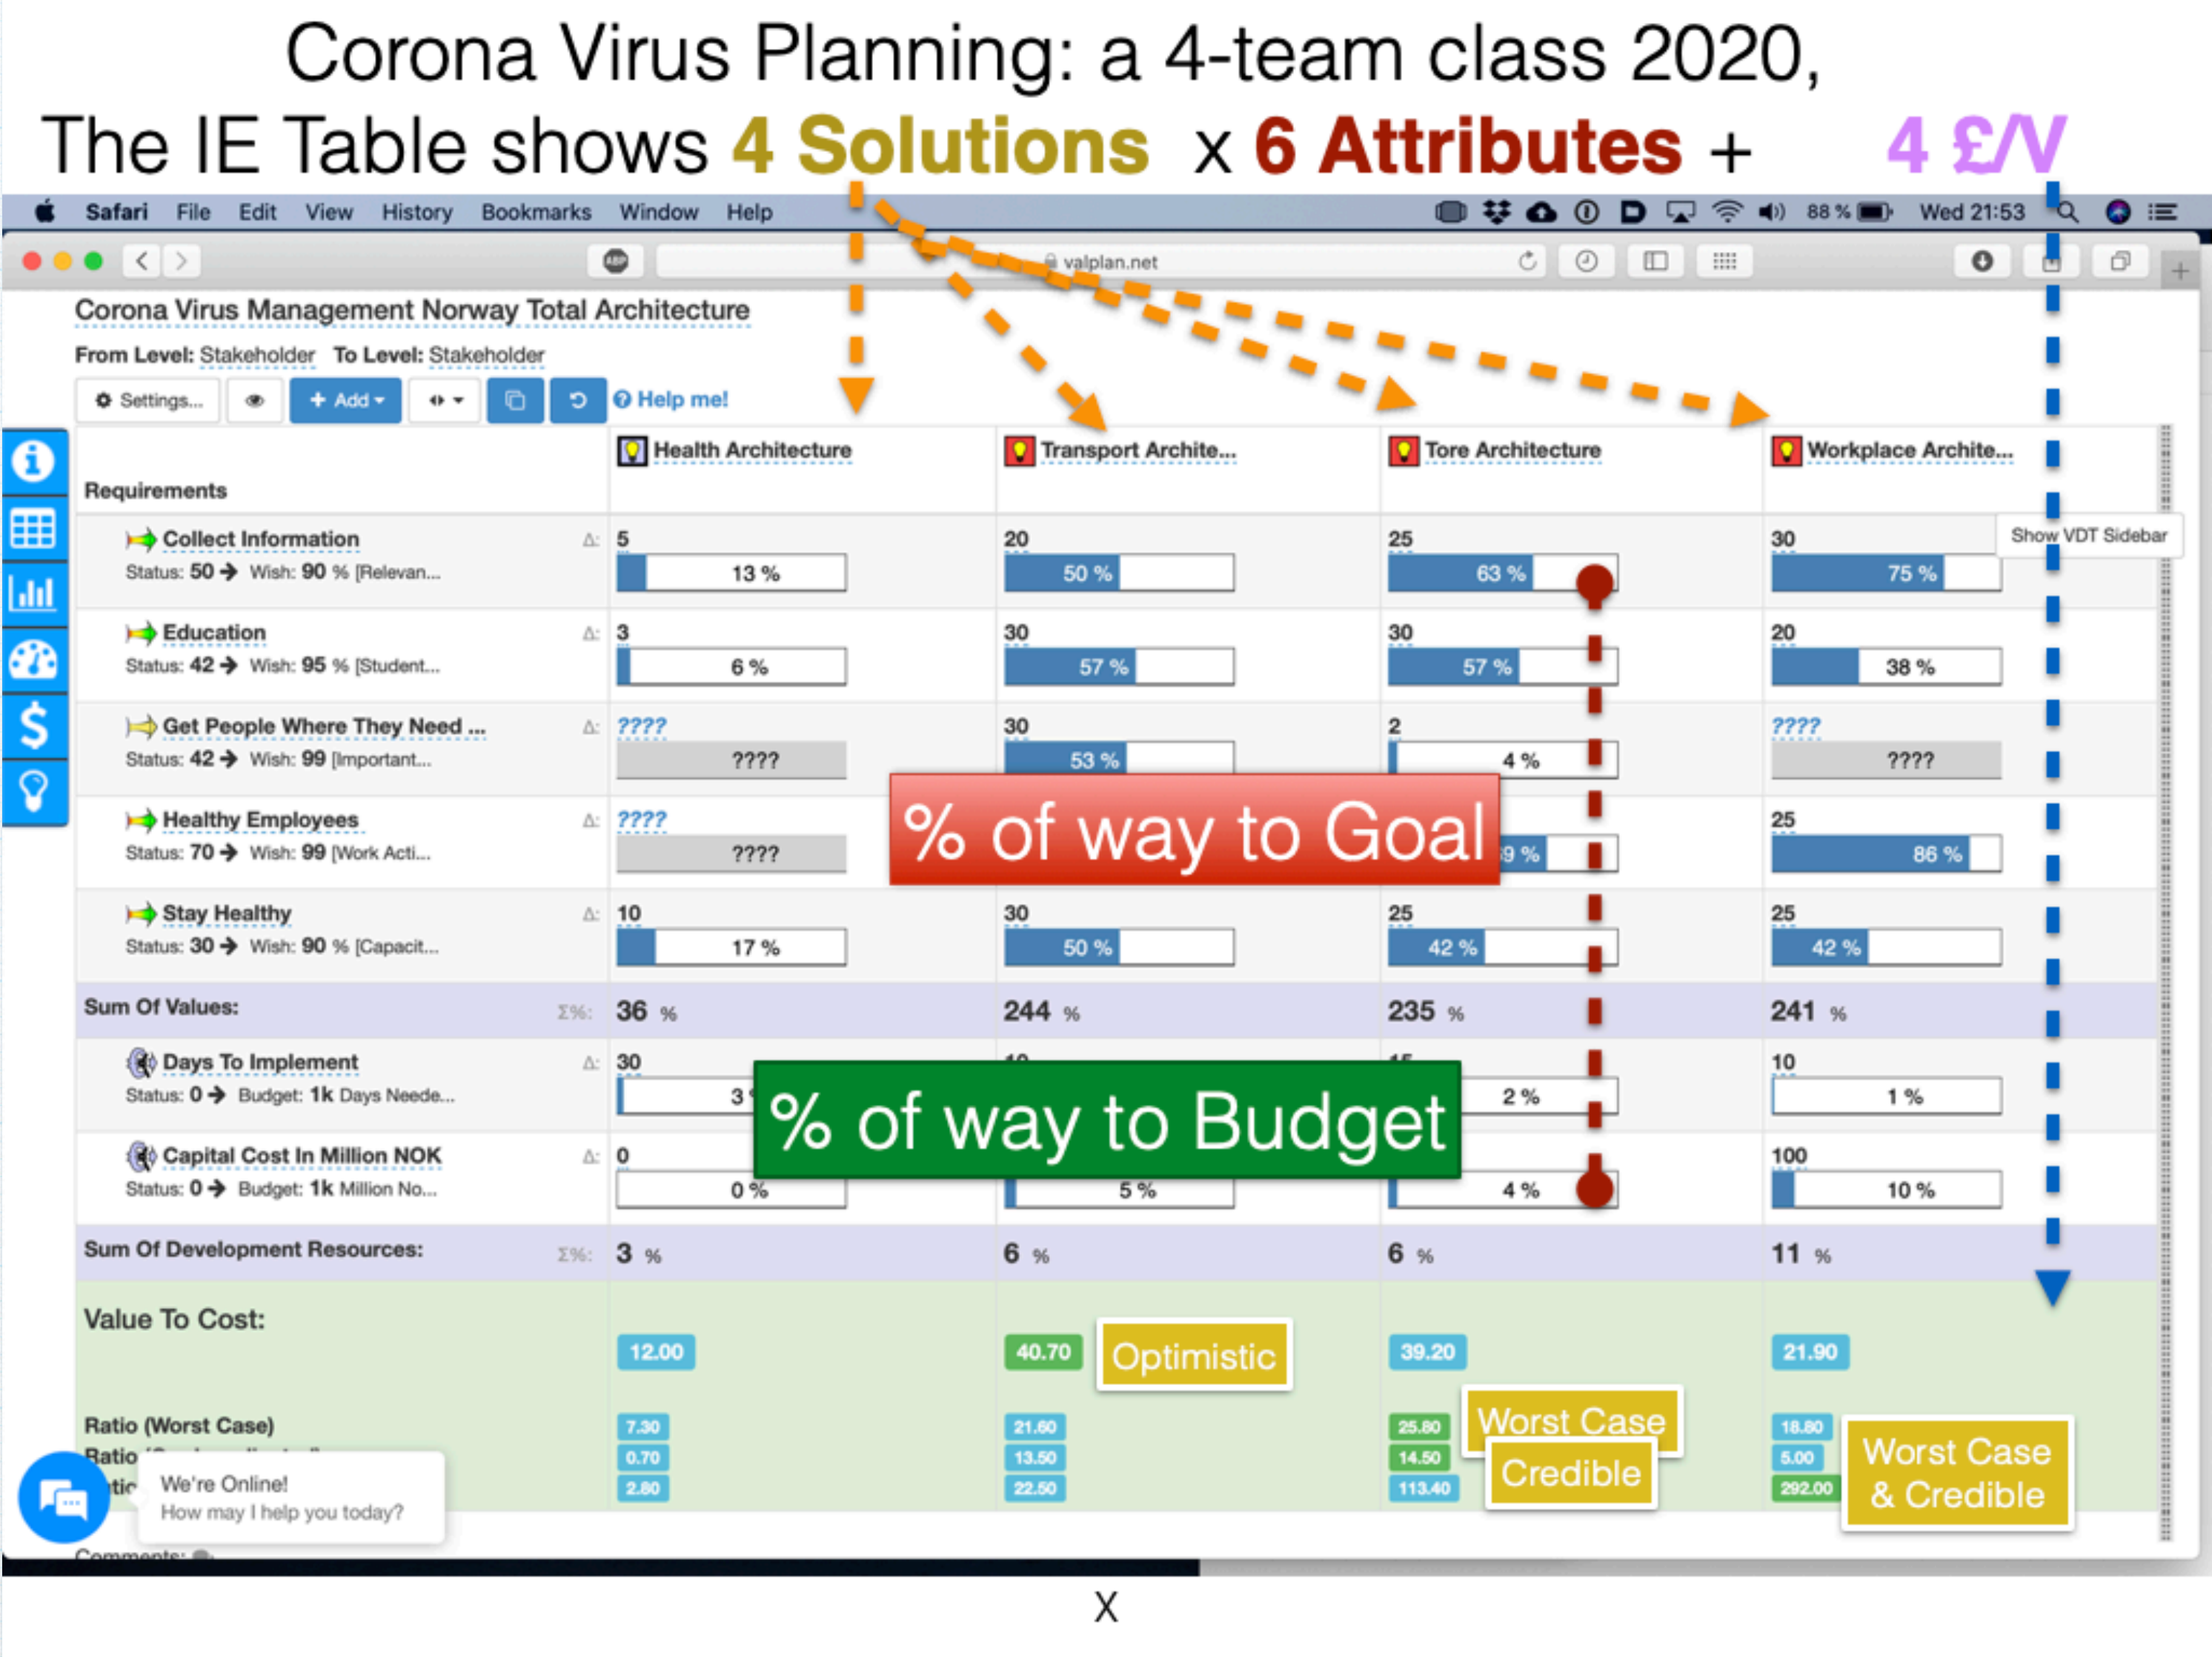 Corona Virus Planning: a 4-team class 2020,
The IE Table shows 4 Solutions x 6 Attributes + 4 £/V
Safari File Edit View History Bookmarks Window Help 88 % Wed 21:53
ABP valplan.net
Corona Virus Management Norway Total Architecture
From Level: Stakeholder To Level: Stakeholder
Settings... + Add Help me!
Health Architecture Transport Archite... Tore Architecture Workplace Archite...
Requirements
Show VDT Sidebar
Collect Information Δ: 5 20 25 30
Status: 50 → Wish: 90 % [Relevan... 13 % 50 % 63 % 75 %
Education Δ: 3 30 30 20
Status: 42 → Wish: 95 % [Student... 6 % 57 % 57 % 38 %
Get People Where They Need ... Δ: ???? 30 2 ????
Status: 42 → Wish: 99 [Important... ???? 53 % 4 % ????
% of way to Goal
Healthy Employees Δ: ???? 25
Status: 70 → Wish: 99 [Work Acti... ???? 9 % 86 %
Stay Healthy Δ: 10 30 25 25
Status: 30 → Wish: 90 % [Capacit... 17 % 50 % 42 % 42 %
Sum Of Values: Σ%: 36 % 244 % 235 % 241 %
Days To Implement Δ: 30 10
Status: 0 → Budget: 1k Days Neede... 3 2 % 1 %
% of way to Budget
Capital Cost In Million NOK Δ: 0 100
Status: 0 → Budget: 1k Million No... 0 % 5 % 4 % 10 %
Sum Of Development Resources: Σ%: 3 % 6 % 6 % 11 %
Value To Cost:
12.00 40.70 Optimistic 39.20 21.90
Ratio (Worst Case) 7.30 21.60 25.80 Worst Case 18.80
Ratio 0.70 13.50 14.50 Credible 5.00 Worst Case
2.80 22.50 113.40 292.00 & Credible
We're Online!
How may I help you today?
Comments:
X